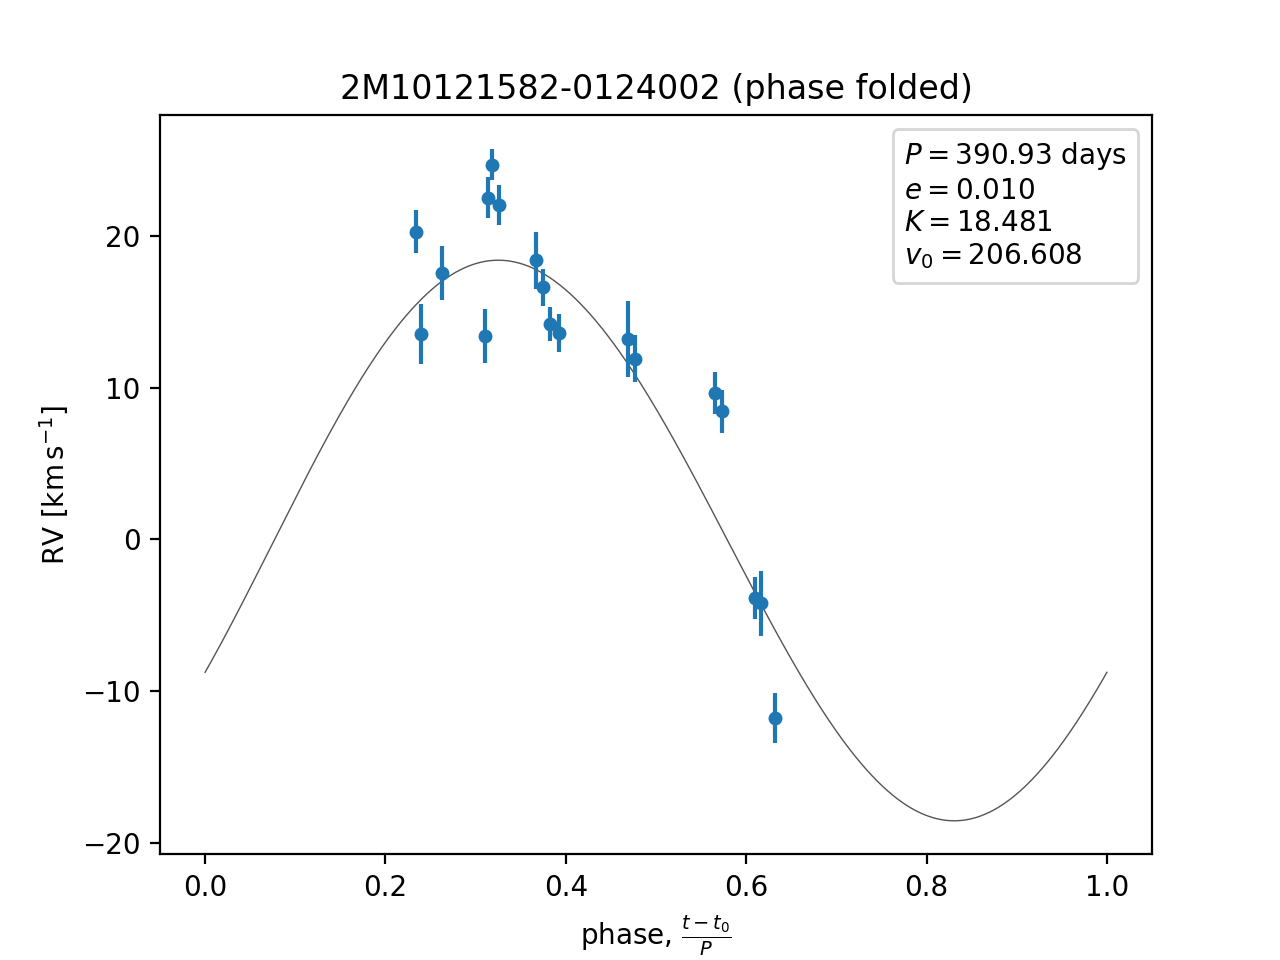 2M10121582-0124002 (phase folded)
P = 390.93 days
e = 0.010
K = 18.481
v₀ = 206.608
RV [km s⁻¹]
20
10
0
−10
−20
0.0 0.2 0.4 0.6 0.8 1.0
phase, (t − t₀)/P